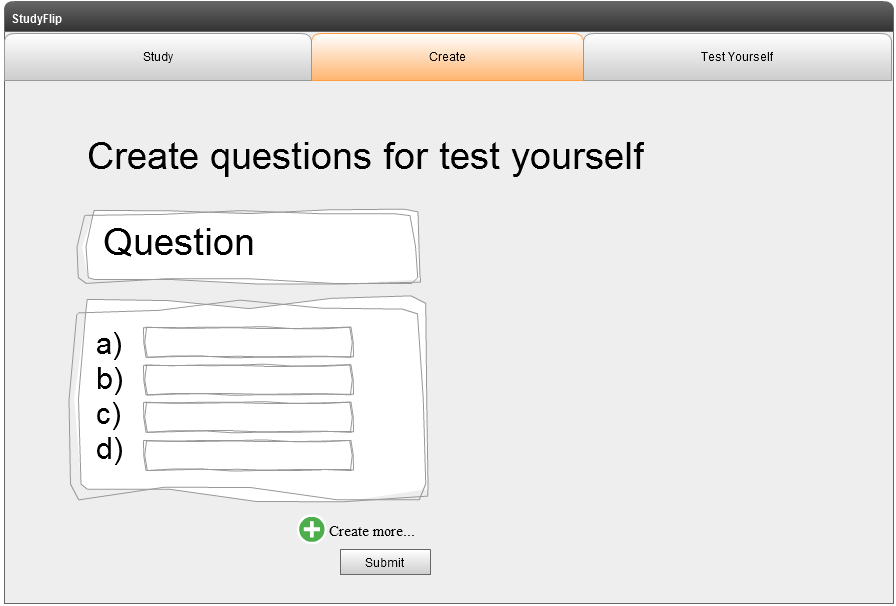 StudyFlip
Study
Create
Test Yourself
Create questions for test yourself
Question
a)
b)
c)
d)
Create more...
Submit